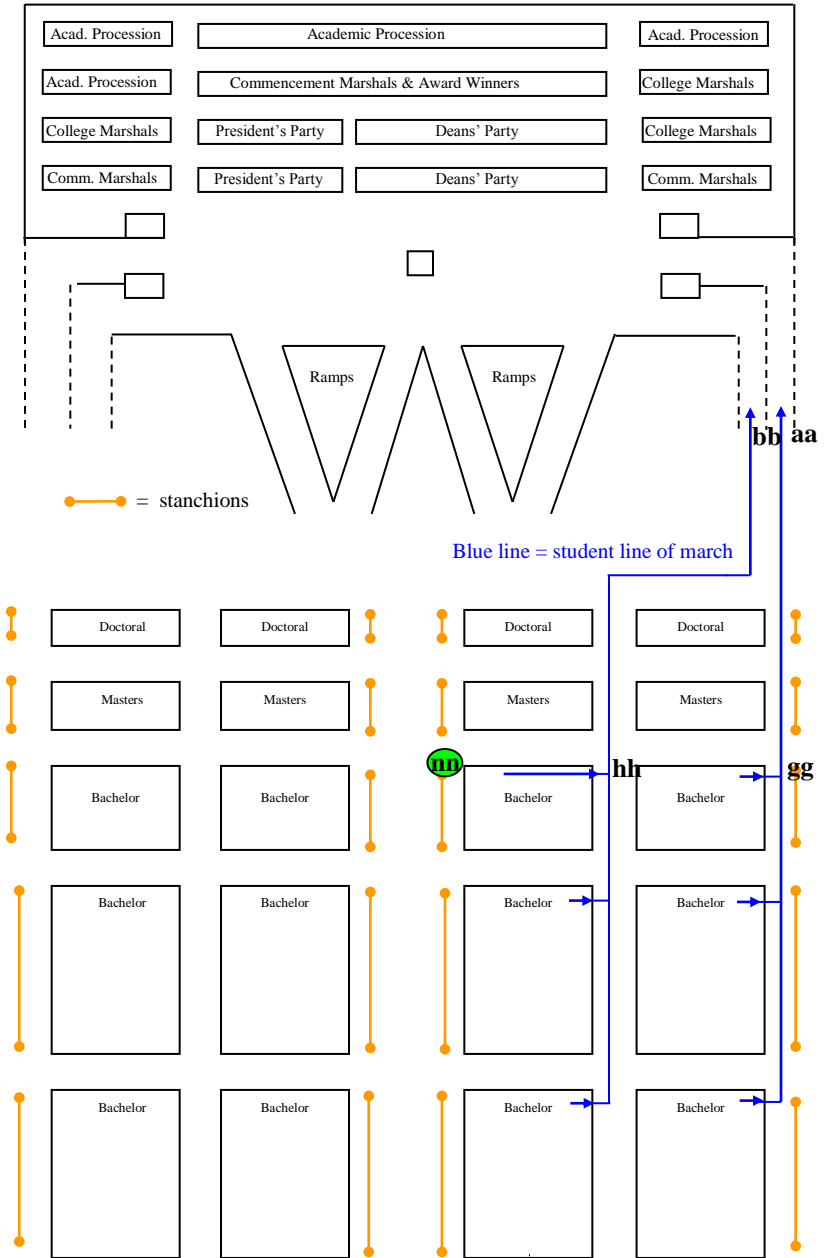 Acad. Procession
Academic Procession
Acad. Procession
Acad. Procession
Commencement Marshals & Award Winners
College Marshals
College Marshals
President's Party
Deans' Party
College Marshals
Comm. Marshals
President's Party
Deans' Party
Comm. Marshals
Ramps
Ramps
bb
aa
= stanchions
Blue line = student line of march
Doctoral
Doctoral
Doctoral
Doctoral
Masters
Masters
Masters
Masters
nn
hh
gg
Bachelor
Bachelor
Bachelor
Bachelor
Bachelor
Bachelor
Bachelor
Bachelor
Bachelor
Bachelor
Bachelor
Bachelor